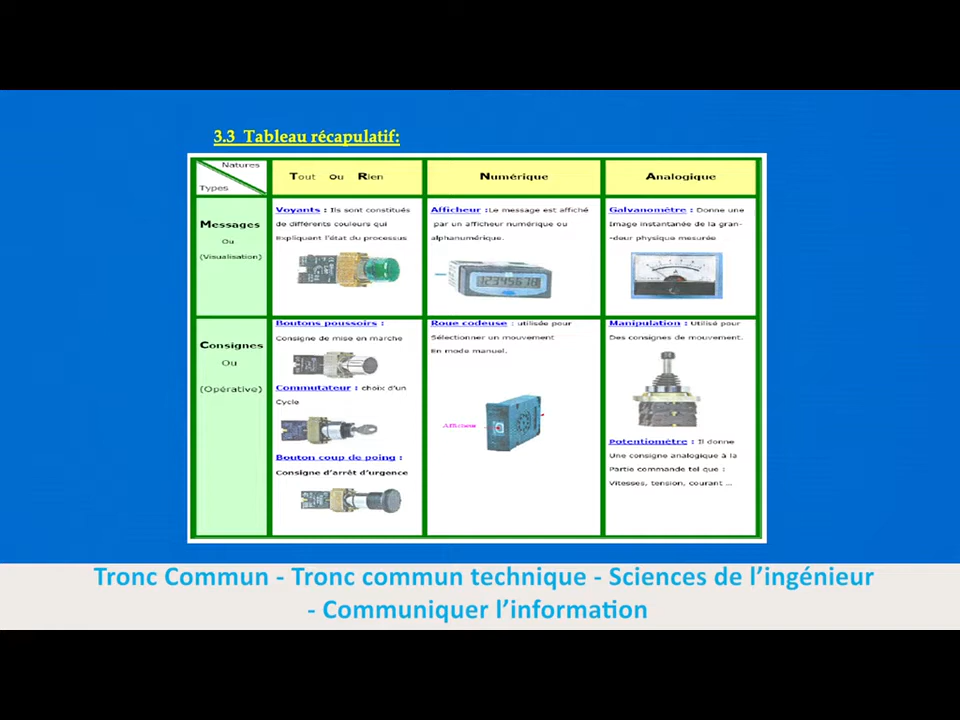 3.3 Tableau récapulatif:
Natures
Types
Tout Ou Rien
Numérique
Analogique
Messages
Ou
(Visualisation)
Voyants : Ils sont constitués
de différents couleurs qui
Expliquent l'état du processus
Afficheur :Le message est affiché
par un afficheur numérique ou
alphanumérique.
12345678
Galvanomètre : Donne une
Image instantanée de la gran-
-deur physique mesurée
A
Consignes
Ou
(Opérative)
Boutons poussoirs :
Consigne de mise en marche
Commutateur : choix d'un
Cycle
Bouton coup de poing :
Consigne d'arrêt d'urgence
Roue codeuse : utilisée pour
Sélectionner un mouvement
En mode manuel.
Afficheur
Manipulation : Utilisé pour
Des consignes de mouvement.
Potentiomètre : Il donne
Une consigne analogique à la
Partie commande tel que :
Vitesses, tension, courant ...
Tronc Commun - Tronc commun technique - Sciences de l'ingénieur
- Communiquer l'information